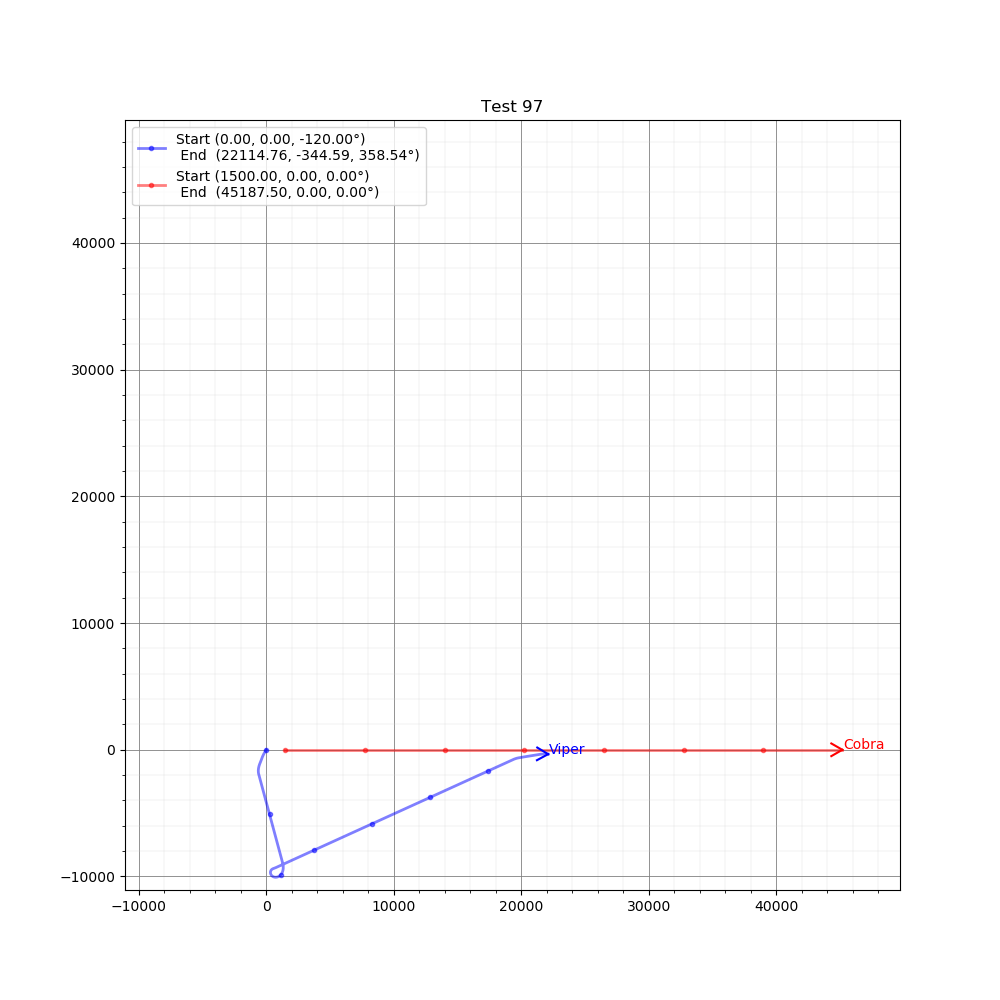 Test 97
Start (0.00, 0.00, -120.00°)
End (22114.76, -344.59, 358.54°)
Start (1500.00, 0.00, 0.00°)
End (45187.50, 0.00, 0.00°)
40000
30000
20000
10000
0
−10000
Viper
Cobra
−10000
0
10000
20000
30000
40000